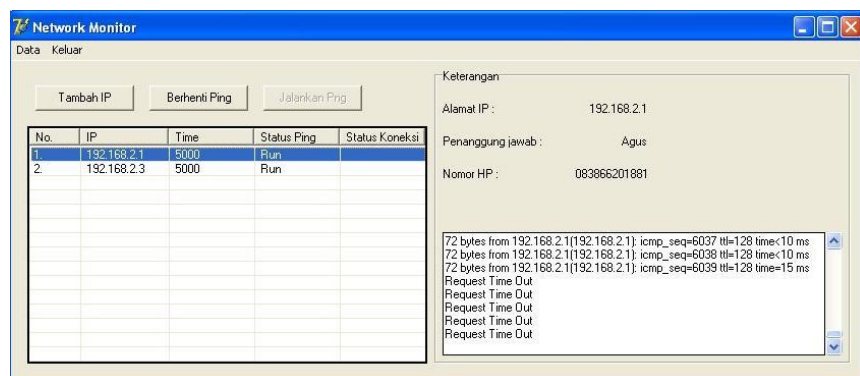 Network Monitor
Data Keluar
Tambah IP Berhenti Ping Jalankan Png
No. IP Time Status Ping Status Koneksi
1. 192.168.2.1 5000 Run
2. 192.168.2.3 5000 Run
Keterangan
Alamat IP : 192.168.2.1
Penanggung jawab : Agus
Nomor HP : 083866201881
72 bytes from 192.168.2.1(192.168.2.1): icmp_seq=6037 ttl=128 time<10 ms
72 bytes from 192.168.2.1(192.168.2.1): icmp_seq=6038 ttl=128 time<10 ms
72 bytes from 192.168.2.1(192.168.2.1): icmp_seq=6039 ttl=128 time=15 ms
Request Time Out
Request Time Out
Request Time Out
Request Time Out
Request Time Out